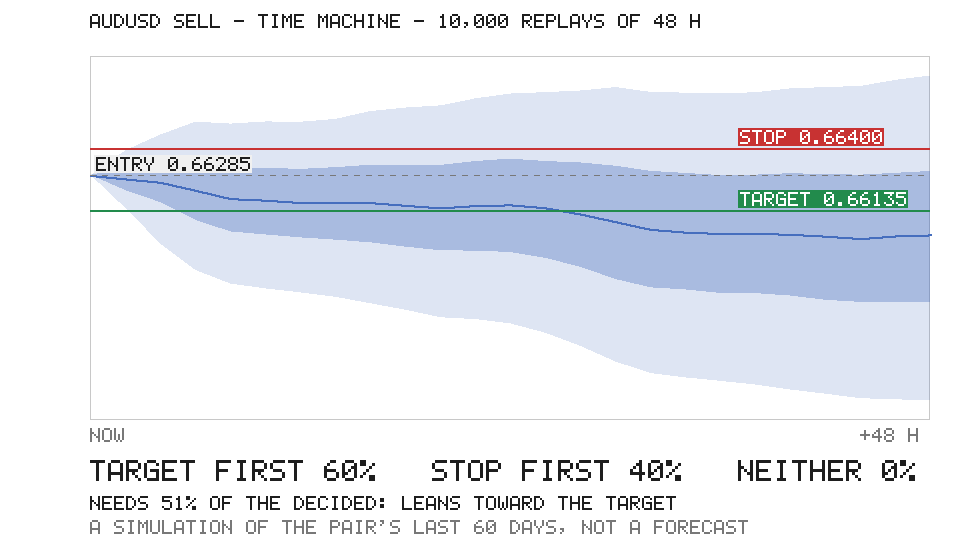 AUDUSD SELL - TIME MACHINE - 10,000 REPLAYS OF 48 H
STOP 0.66400
ENTRY 0.66285
TARGET 0.66135
NOW +48 H
TARGET FIRST 60% STOP FIRST 40% NEITHER 0%
NEEDS 51% OF THE DECIDED: LEANS TOWARD THE TARGET
A SIMULATION OF THE PAIR'S LAST 60 DAYS, NOT A FORECAST